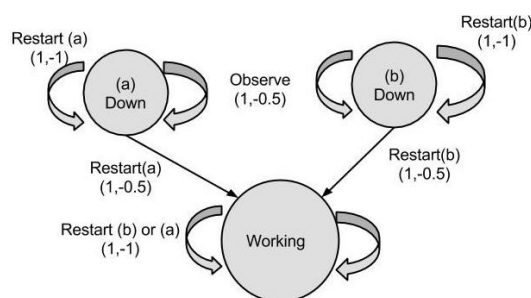 Restart (a)
(1,-1)
(a)
Down
Observe
(1,-0.5)
(b)
Down
Restart(b)
(1,-1)
Restart(a)
(1,-0.5)
Restart(b)
(1,-0.5)
Restart (b) or (a)
(1,-1)
Working